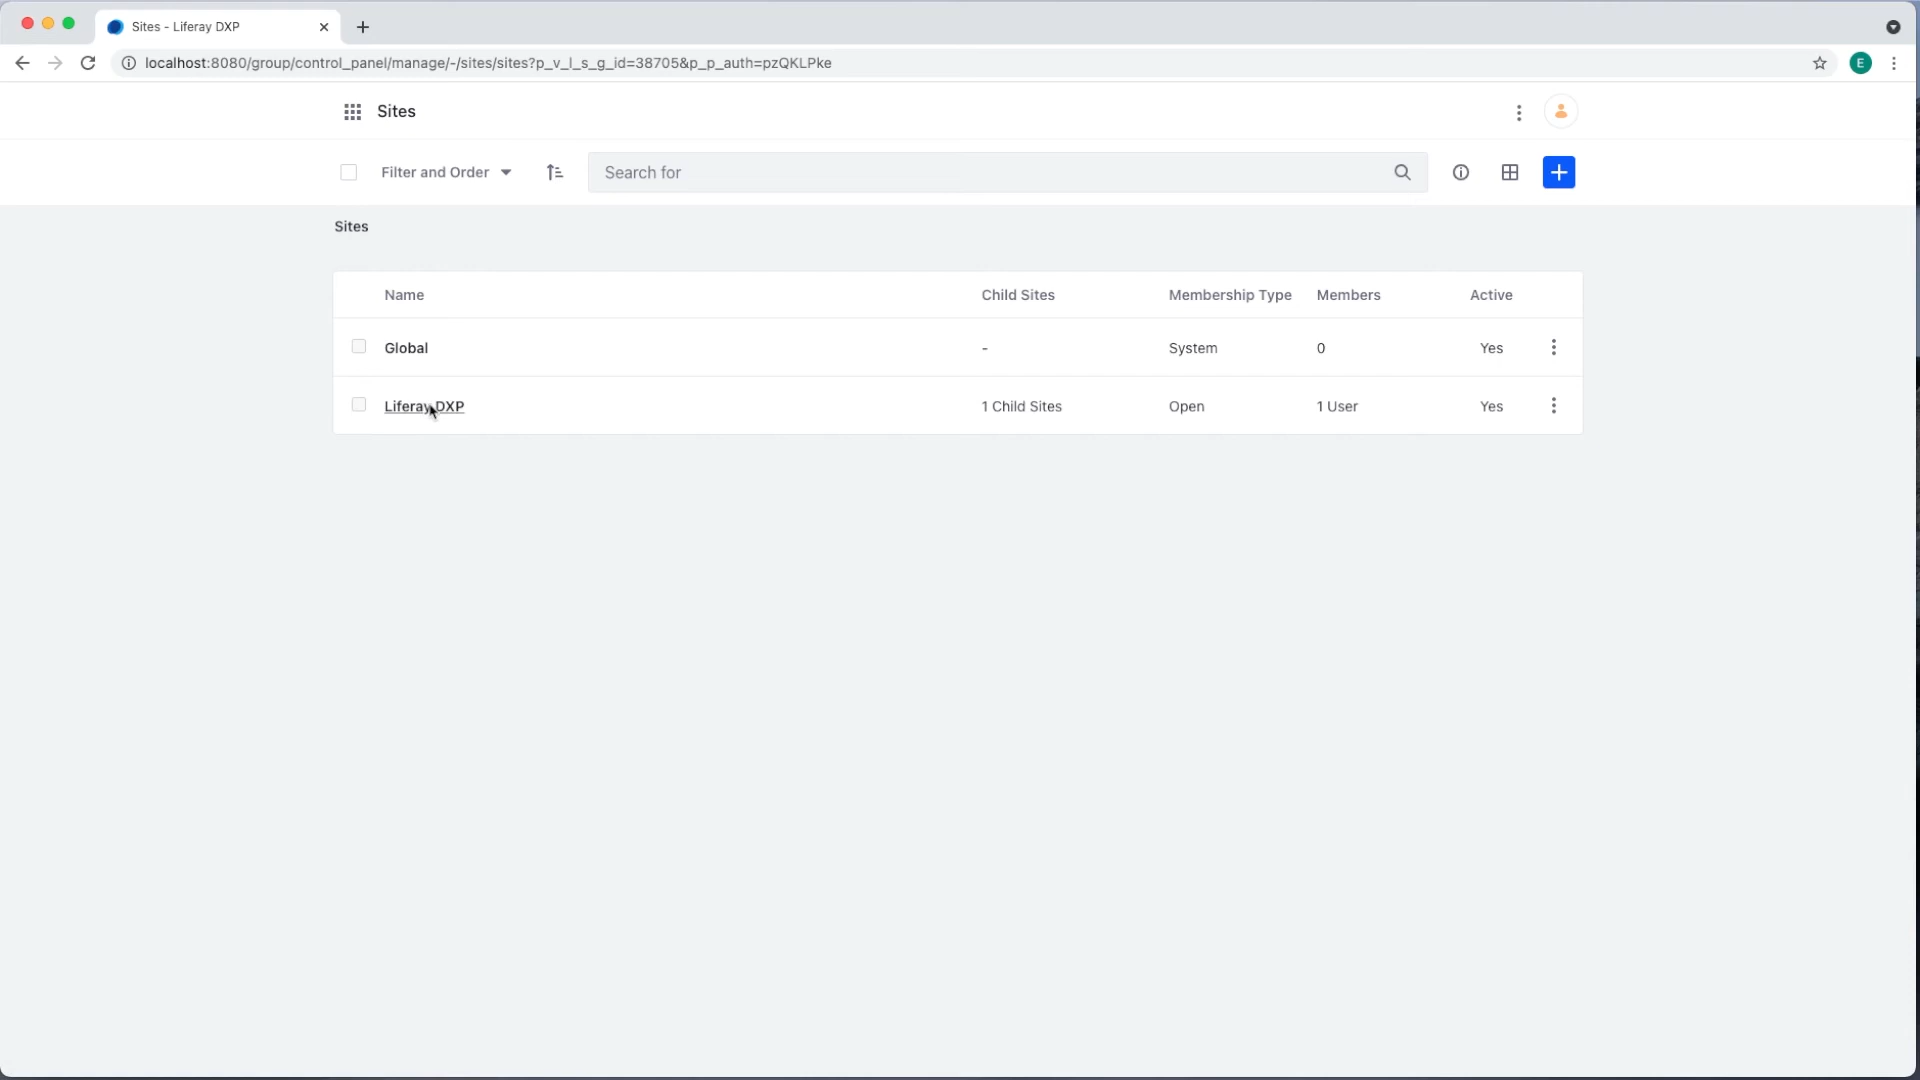 Sites - Liferay DXP
localhost:8080/group/control_panel/manage/-/sites/sites?p_v_l_s_g_id=38705&p_p_auth=pzQKLPke
E
Sites
Filter and Order
Search for
Sites
Name Child Sites Membership Type Members Active
Global - System 0 Yes
Liferay DXP 1 Child Sites Open 1 User Yes